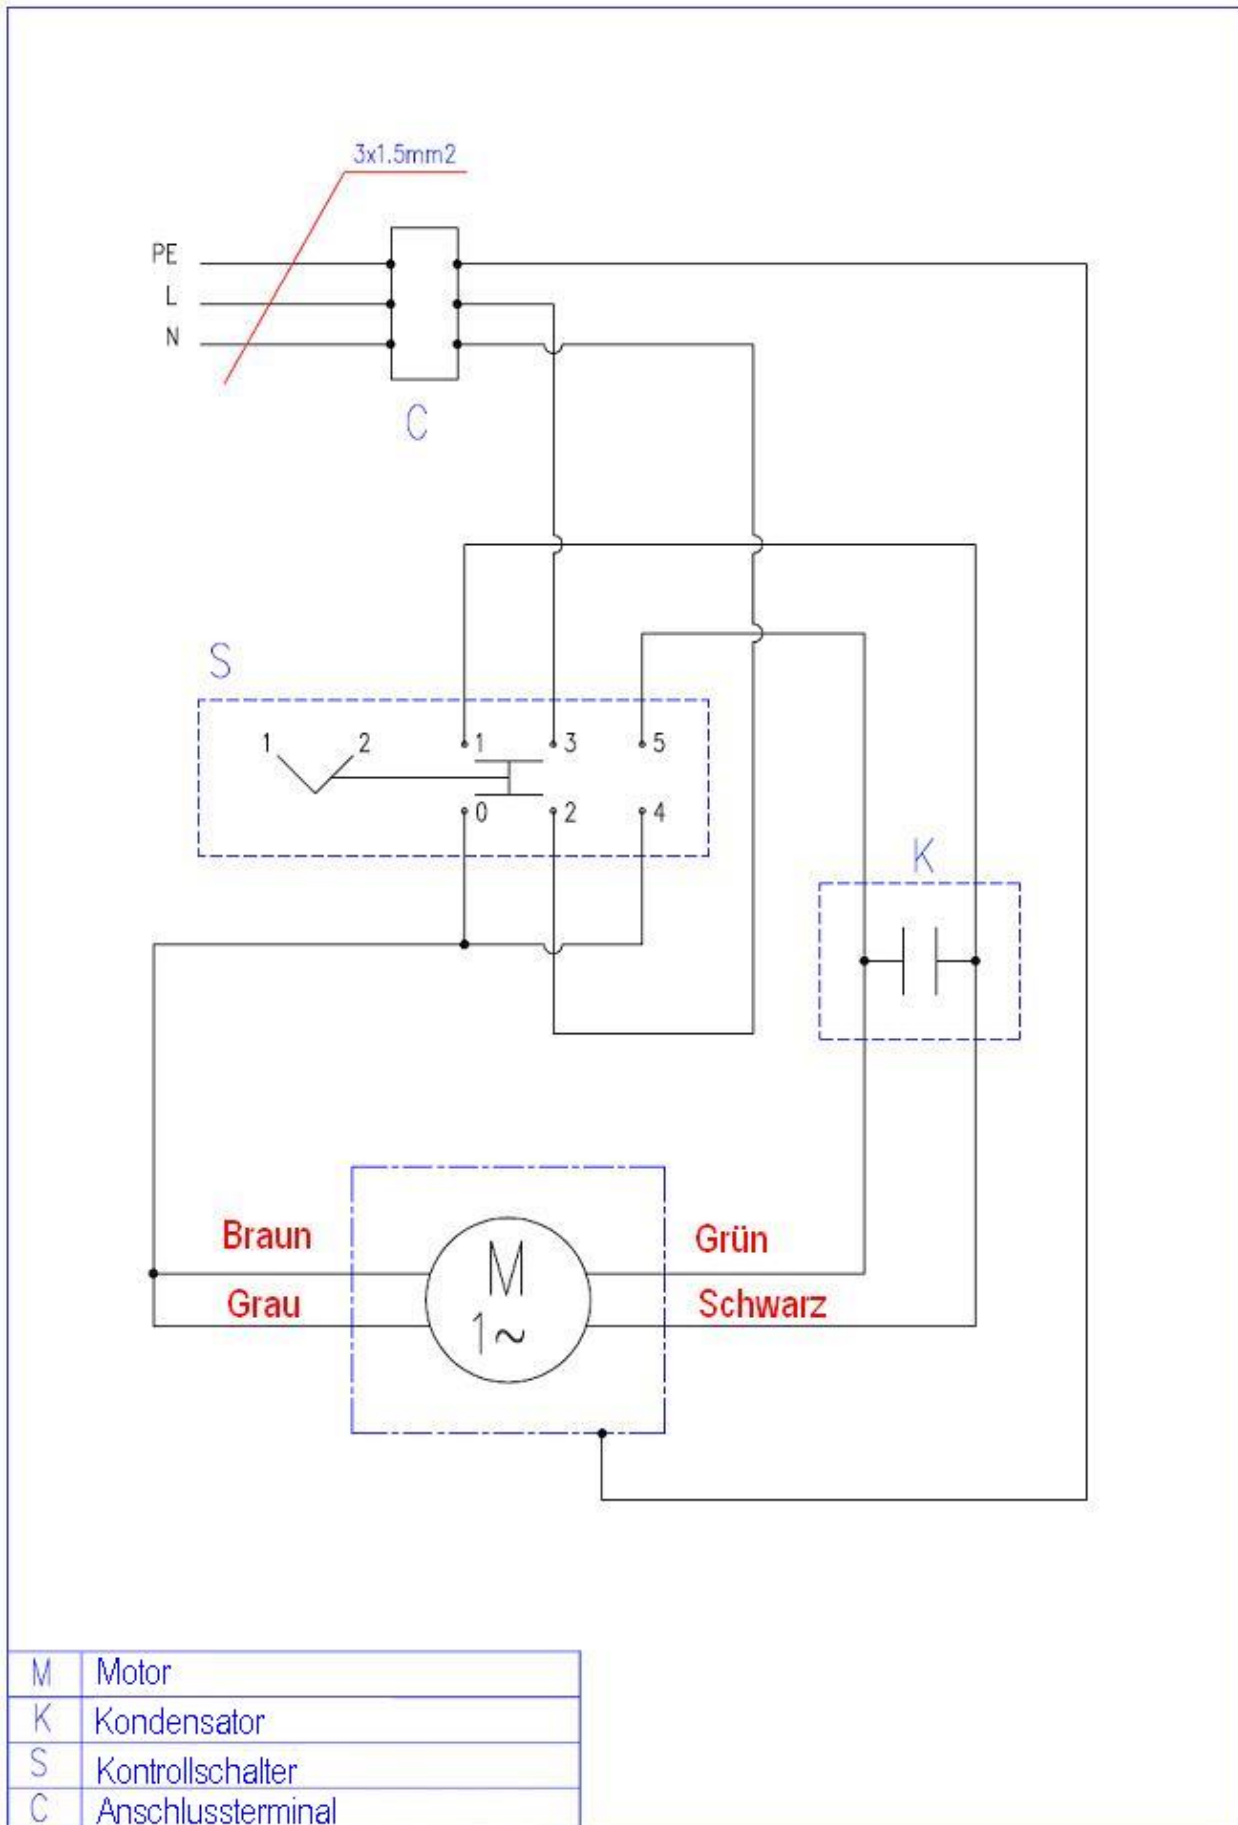 3x1.5mm2
PE
L
N
C
S
1 2 1 3 5
0 2 4
K
Braun Grün
M
Grau Schwarz
1~
M Motor
K Kondensator
S Kontrollschalter
C Anschlussterminal